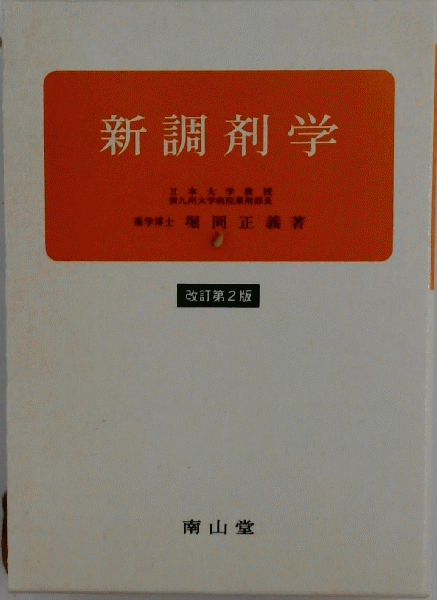 新調剤学
日本大学教授
前九州大学病院薬剤部長
薬学博士 堀岡正義著
改訂第2版
南山堂